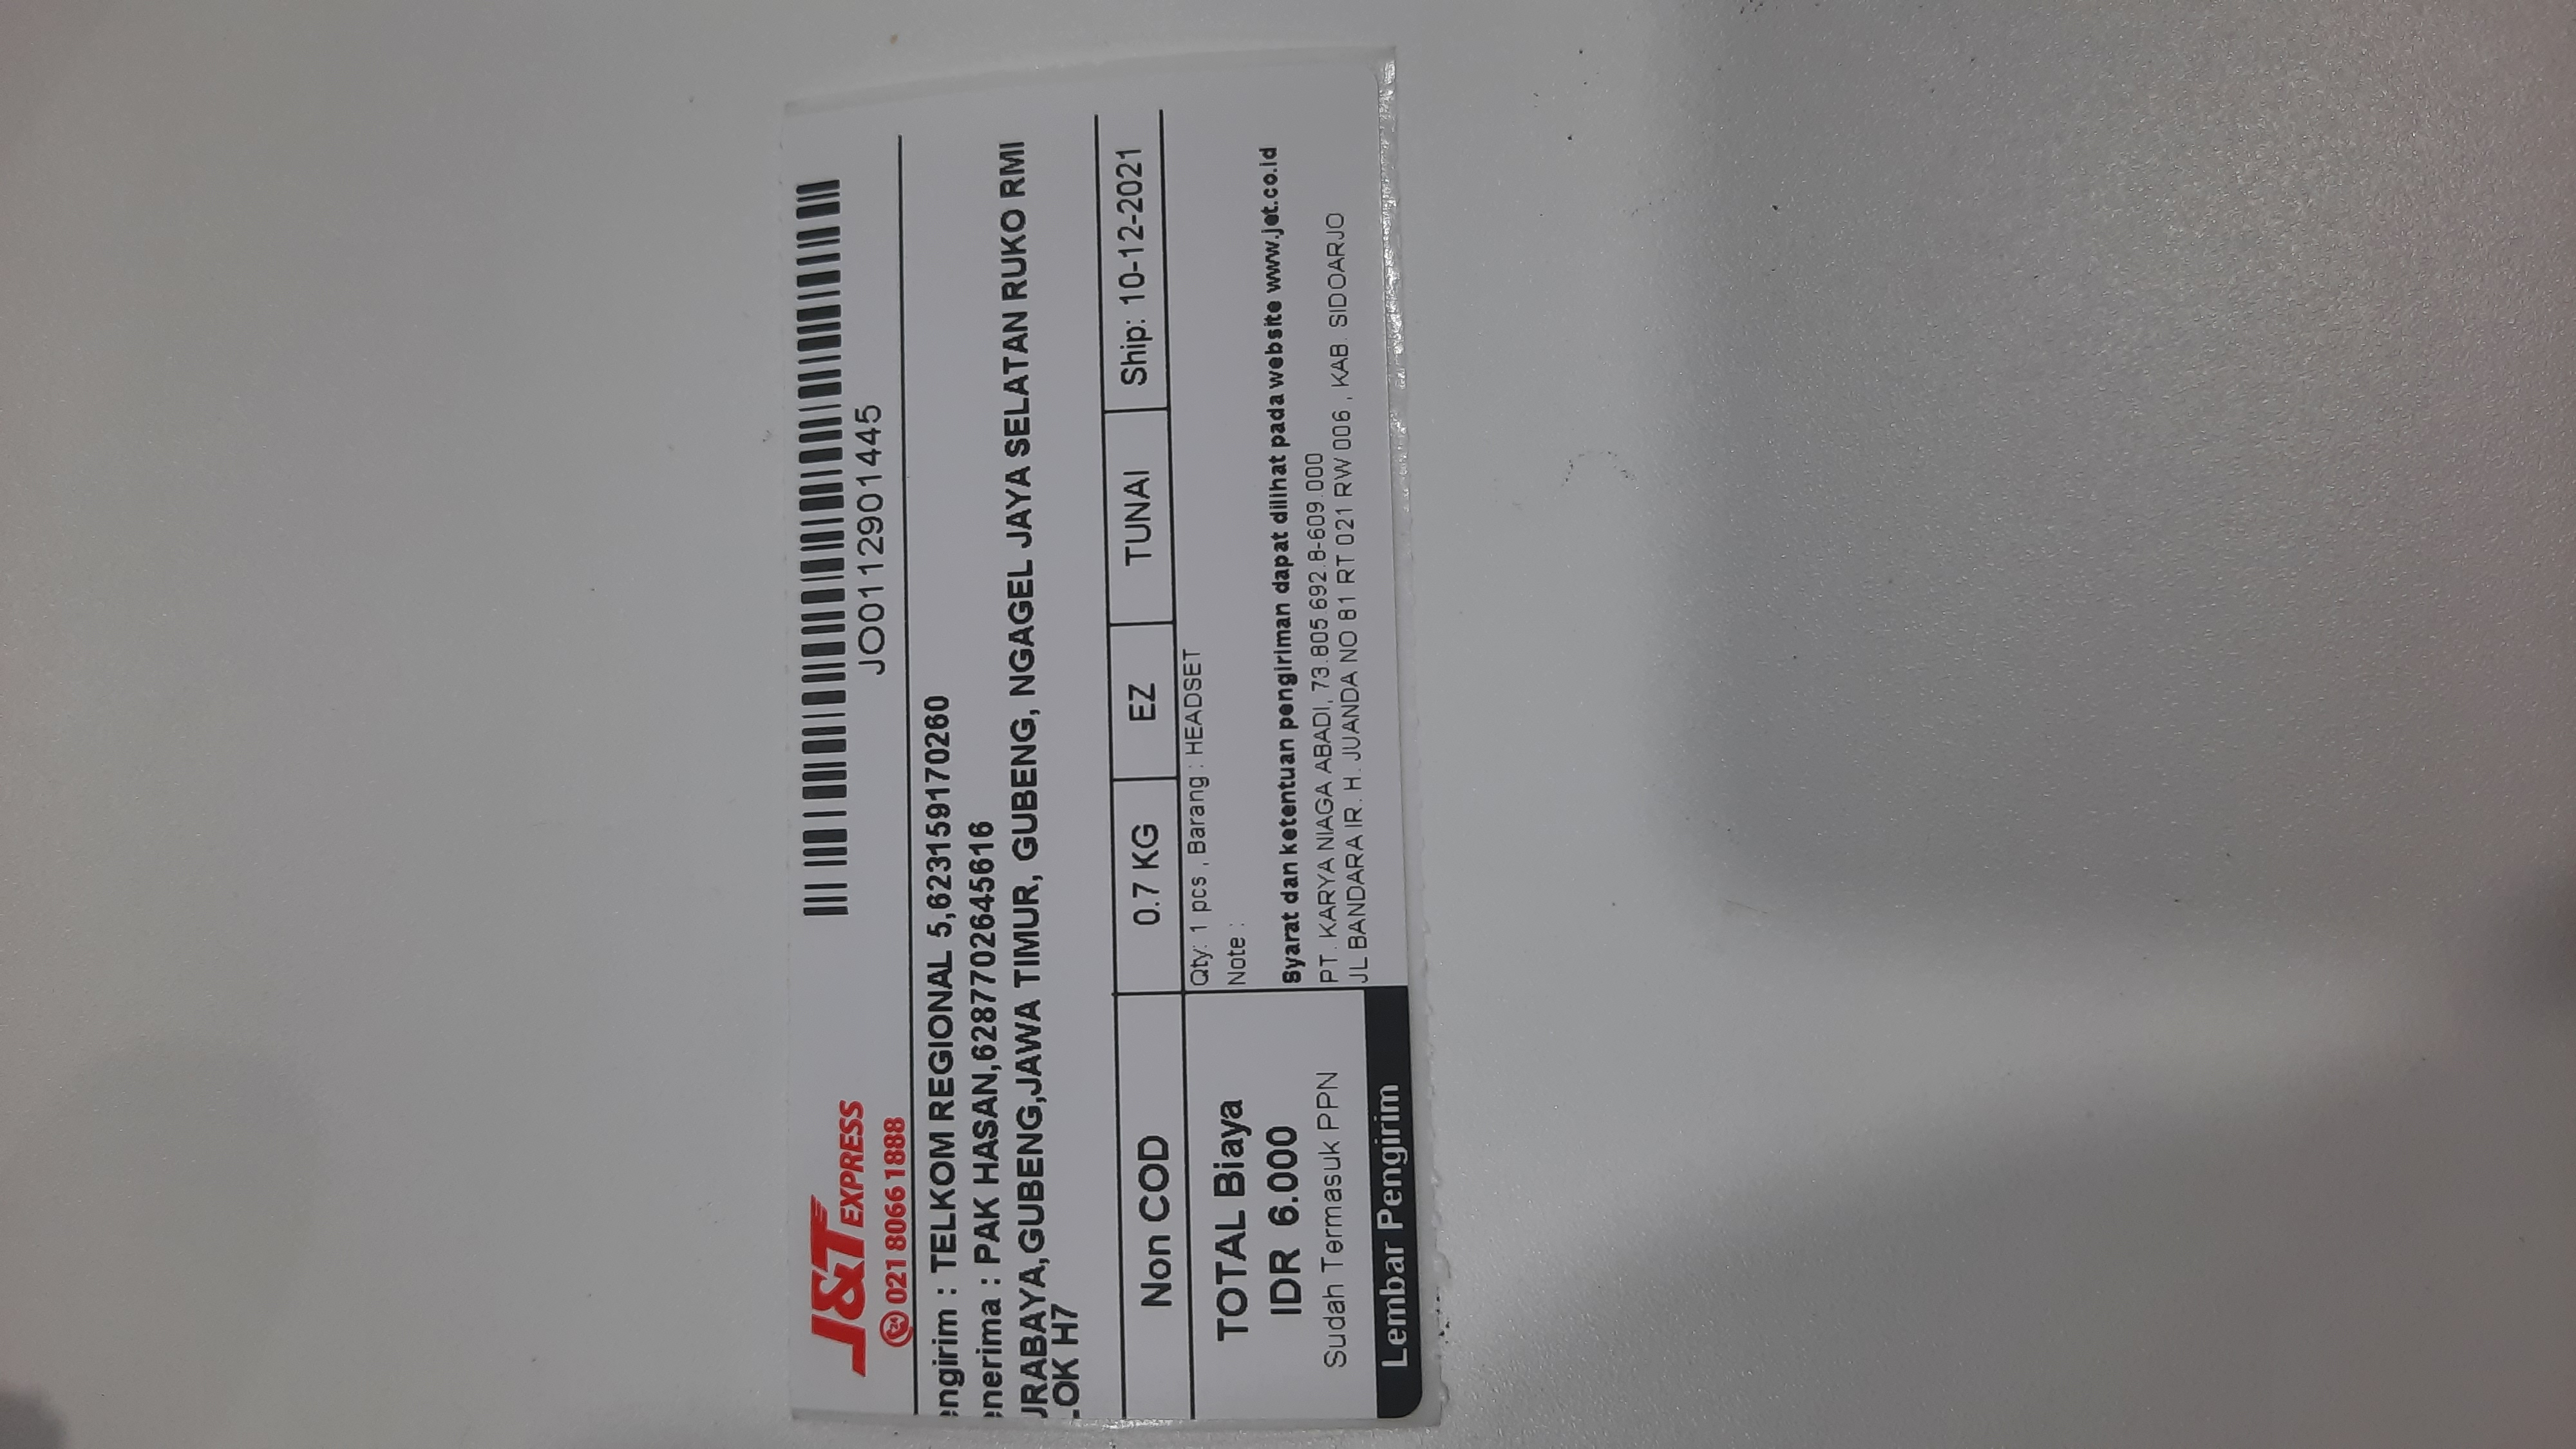 J&T EXPRESS
24 021 8066 1888
JO0112901445
engirim : TELKOM REGIONAL 5,623159170260
enerima : PAK HASAN,6287702645616
URABAYA,GUBENG,JAWA TIMUR, GUBENG, NGAGEL JAYA SELATAN RUKO RMI
LOK H7
Non COD 0.7 KG EZ TUNAI Ship: 10-12-2021
TOTAL Biaya
IDR 6.000
Sudah Termasuk PPN
Lembar Pengirim
Qty: 1 pcs , Barang : HEADSET
Note :
Syarat dan ketentuan pengiriman dapat dilihat pada website www.jet.co.id
PT. KARYA NIAGA ABADI, 73.805.692.8-609.000
JL BANDARA IR. H. JUANDA NO 81 RT 021 RW 006 , KAB. SIDOARJO